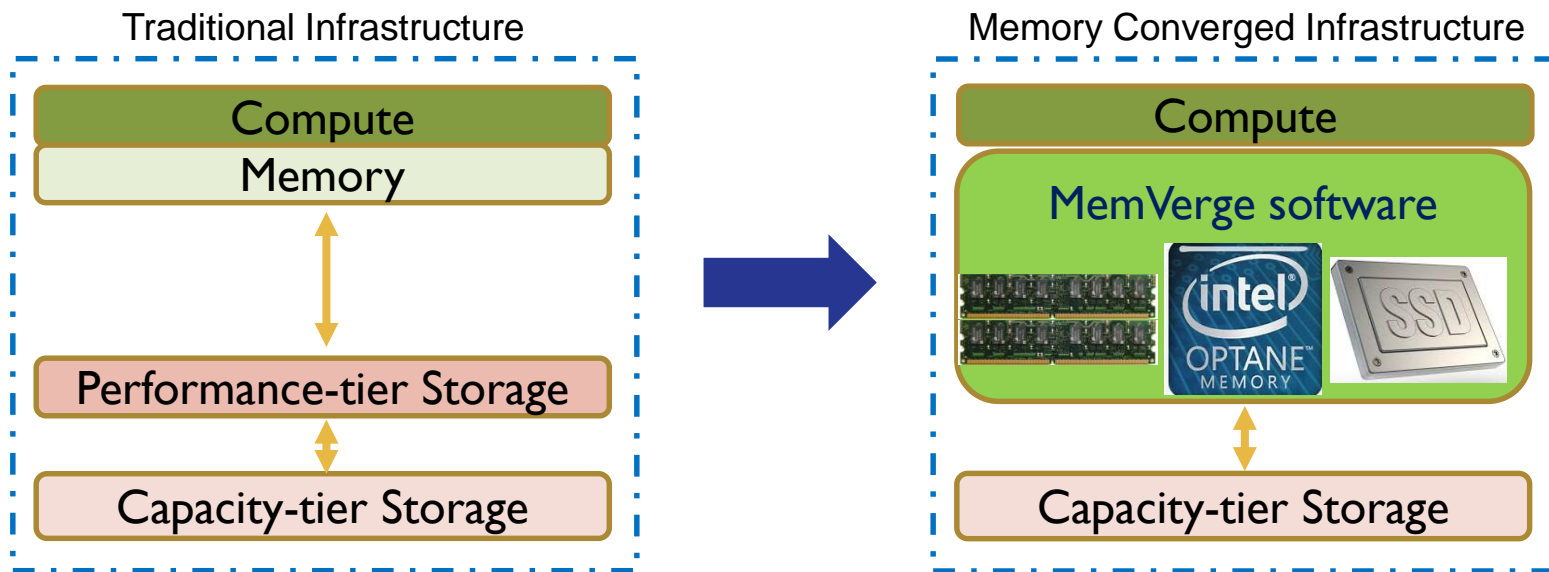 Traditional Infrastructure
Compute
Memory
Performance-tier Storage
Capacity-tier Storage
Memory Converged Infrastructure
Compute
MemVerge software
intel®
OPTANE™
MEMORY
SSD
Capacity-tier Storage